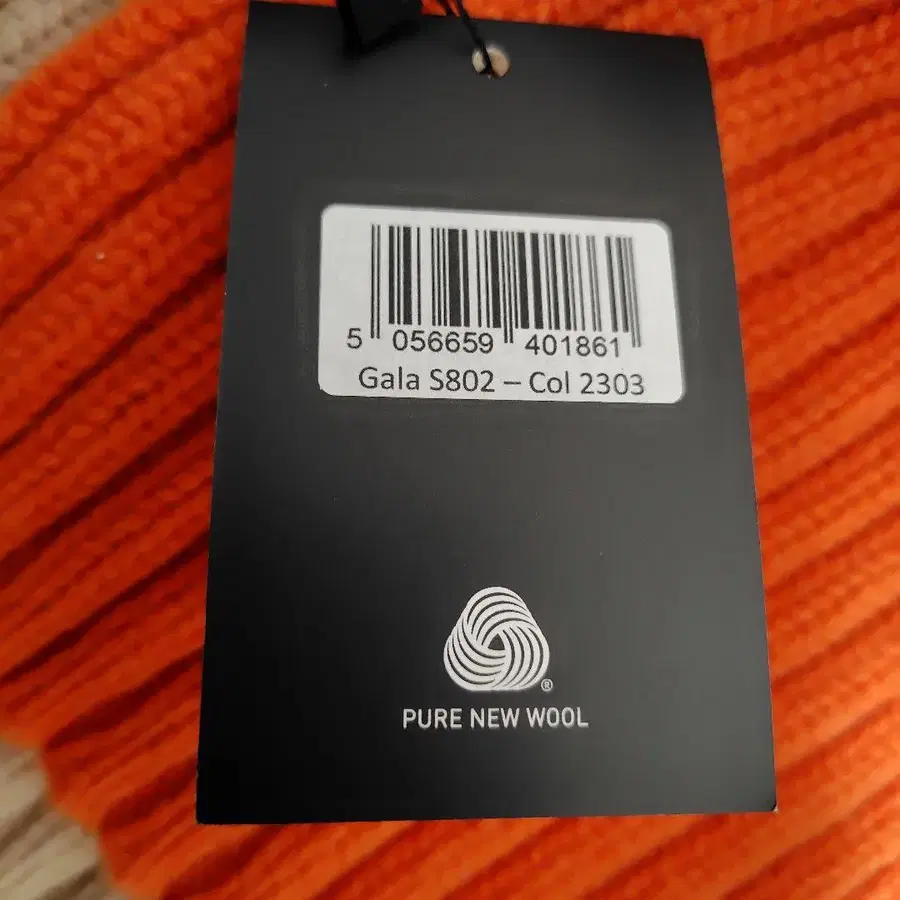 5 056659 401861
Gala S802 – Col 2303
®
PURE NEW WOOL